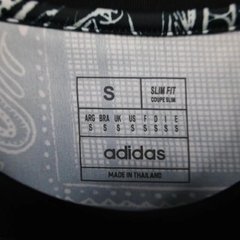 S
SLIM FIT
COUPE SLIM
ARG BRA UK US F D I E
S S S S S S S S
adidas
MADE IN THAILAND